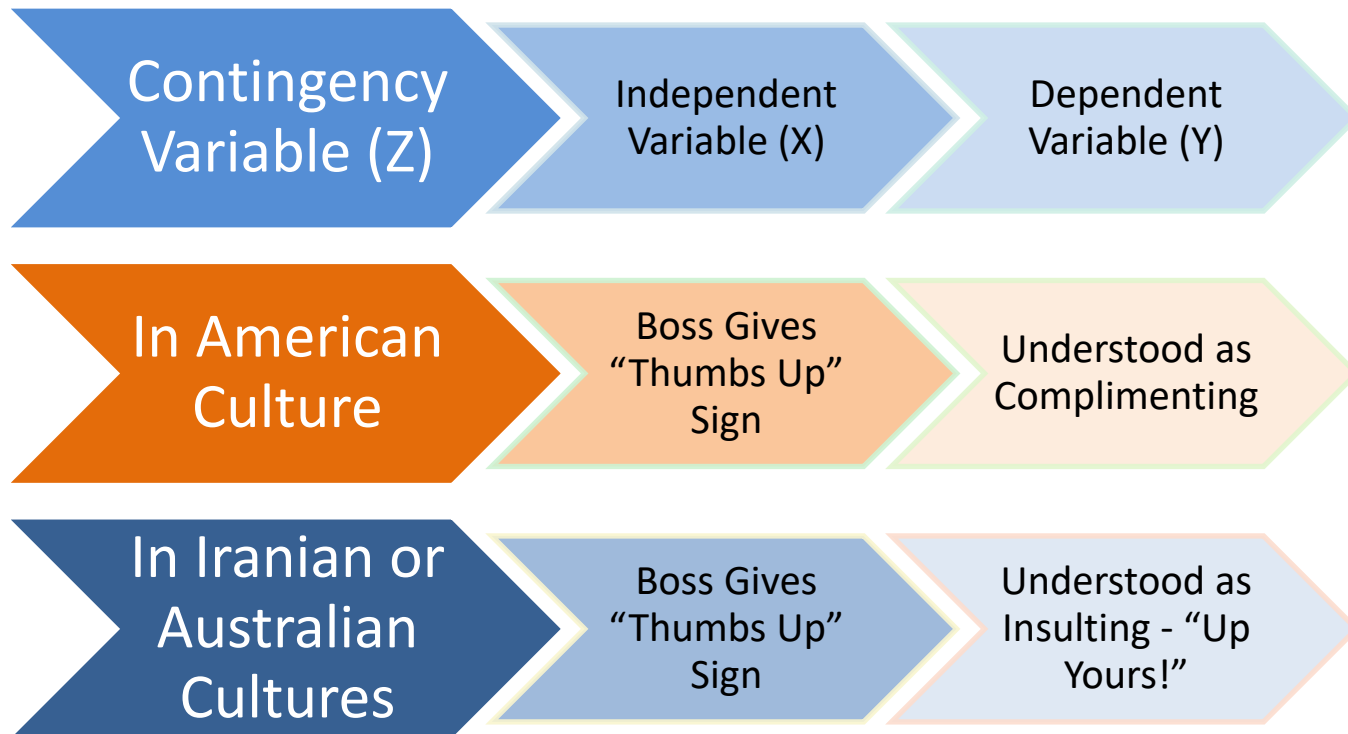 Contingency
Variable (Z)
Independent
Variable (X)
Dependent
Variable (Y)
In American
Culture
Boss Gives
“Thumbs Up”
Sign
Understood as
Complimenting
In Iranian or
Australian
Cultures
Boss Gives
“Thumbs Up”
Sign
Understood as
Insulting - “Up
Yours!”